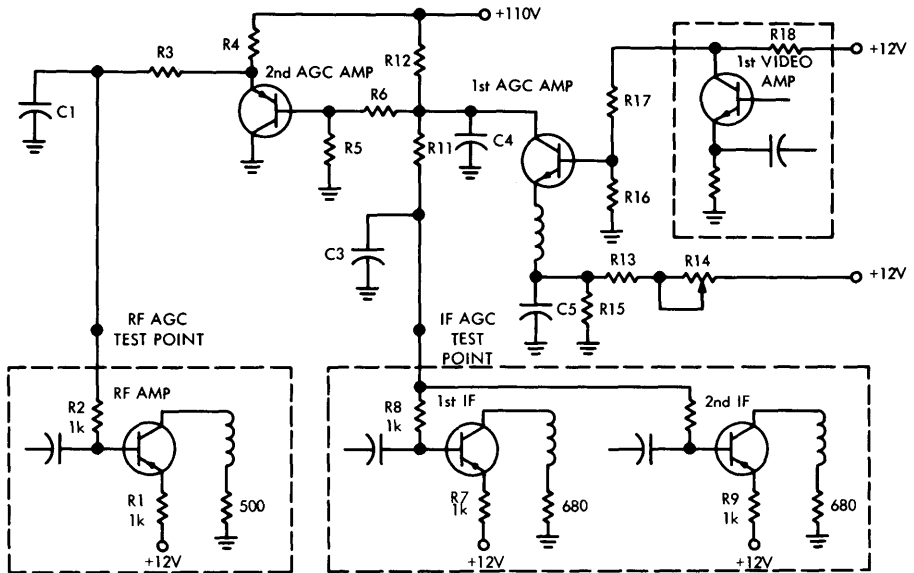 +110V
R4
R3
R12
2nd AGC AMP
1st AGC AMP
R18
+12V
1st VIDEO
AMP
C1
R6
R17
R5
R11
C4
R16
C3
R13
R14
+12V
C5
R15
RF AGC
TEST POINT
IF AGC
TEST
POINT
RF AMP
R2
1k
R1
1k
500
+12V
R8
1k
1st IF
R7
1k
680
+12V
2nd IF
R9
1k
680
+12V